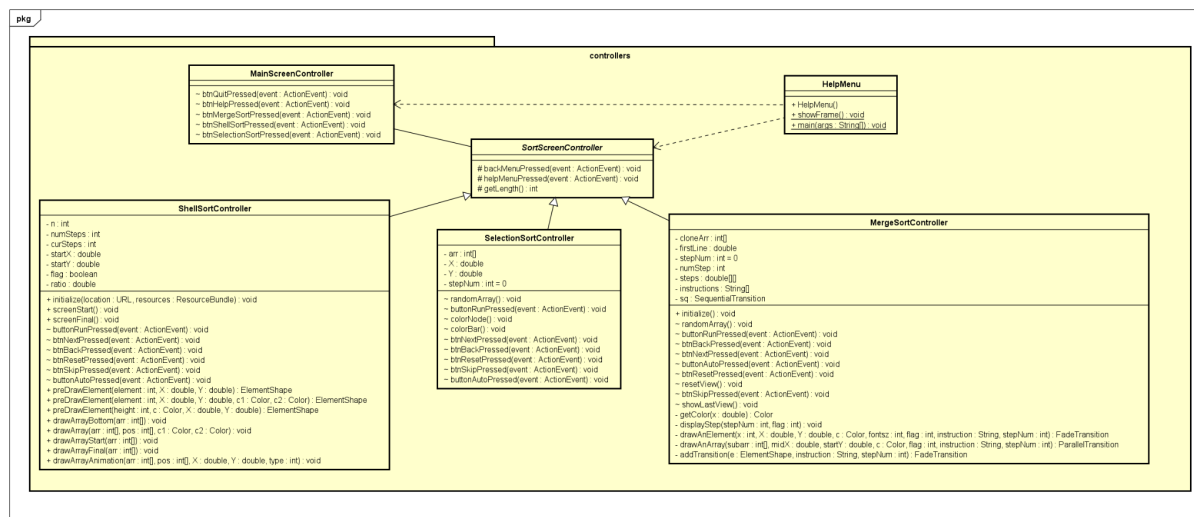 pkg
controllers
MainScreenController
~ btnQuitPressed(event : ActionEvent) : void
~ btnHelpPressed(event : ActionEvent) : void
~ btnMergeSortPressed(event : ActionEvent) : void
~ btnShellSortPressed(event : ActionEvent) : void
~ btnSelectionSortPressed(event : ActionEvent) : void
HelpMenu
+ HelpMenu()
+ showFrame() : void
+ main(args : String[]) : void
SortScreenController
# backMenuPressed(event : ActionEvent) : void
# helpMenuPressed(event : ActionEvent) : void
# getLength() : int
ShellSortController
- n : int
- numSteps : int
- curSteps : int
- startX : double
- startY : double
- flag : boolean
- ratio : double
+ initialize(location : URL, resources : ResourceBundle) : void
+ screenStart() : void
+ screenFinal() : void
~ buttonRunPressed(event : ActionEvent) : void
~ btnNextPressed(event : ActionEvent) : void
~ btnBackPressed(event : ActionEvent) : void
~ btnResetPressed(event : ActionEvent) : void
~ btnSkipPressed(event : ActionEvent) : void
~ buttonAutoPressed(event : ActionEvent) : void
+ preDrawElement(element : int, X : double, Y : double) : ElementShape
+ preDrawElement(element : int, X : double, Y : double, c1 : Color, c2 : Color) : ElementShape
+ preDrawElement(height : int, c : Color, X : double, Y : double) : ElementShape
+ drawArrayBottom(arr : int[]) : void
+ drawArray(arr : int[], pos : int[], c1 : Color, c2 : Color) : void
+ drawArrayStart(arr : int[]) : void
+ drawArrayFinal(arr : int[]) : void
+ drawArrayAnimation(arr : int[], pos : int[], X : double, Y : double, type : int) : void
SelectionSortController
- arr : int[]
- X : double
- Y : double
- stepNum : int = 0
~ randomArray() : void
~ buttonRunPressed(event : ActionEvent) : void
~ colorNode() : void
~ colorBar() : void
~ btnNextPressed(event : ActionEvent) : void
~ btnBackPressed(event : ActionEvent) : void
~ btnResetPressed(event : ActionEvent) : void
~ btnSkipPressed(event : ActionEvent) : void
~ buttonAutoPressed(event : ActionEvent) : void
MergeSortController
- cloneArr : int[]
- firstLine : double
- stepNum : int = 0
- numStep : int
- steps : double[][]
- instructions : String[]
- sq : SequentialTransition
+ initialize() : void
~ randomArray() : void
~ buttonRunPressed(event : ActionEvent) : void
~ btnBackPressed(event : ActionEvent) : void
~ btnNextPressed(event : ActionEvent) : void
~ buttonAutoPressed(event : ActionEvent) : void
~ btnResetPressed(event : ActionEvent) : void
~ resetView() : void
~ btnSkipPressed(event : ActionEvent) : void
~ showLastView() : void
- getColor(x : double) : Color
- displayStep(stepNum : int, flag : int) : void
- drawAnElement(x : int, X : double, Y : double, c : Color, fontsz : int, flag : int, instruction : String, stepNum : int) : FadeTransition
- drawAnArray(subarr : int[], midX : double, startY : double, c : Color, flag : int, instruction : String, stepNum : int) : ParallelTransition
- addTransition(e : ElementShape, instruction : String, stepNum : int) : FadeTransition